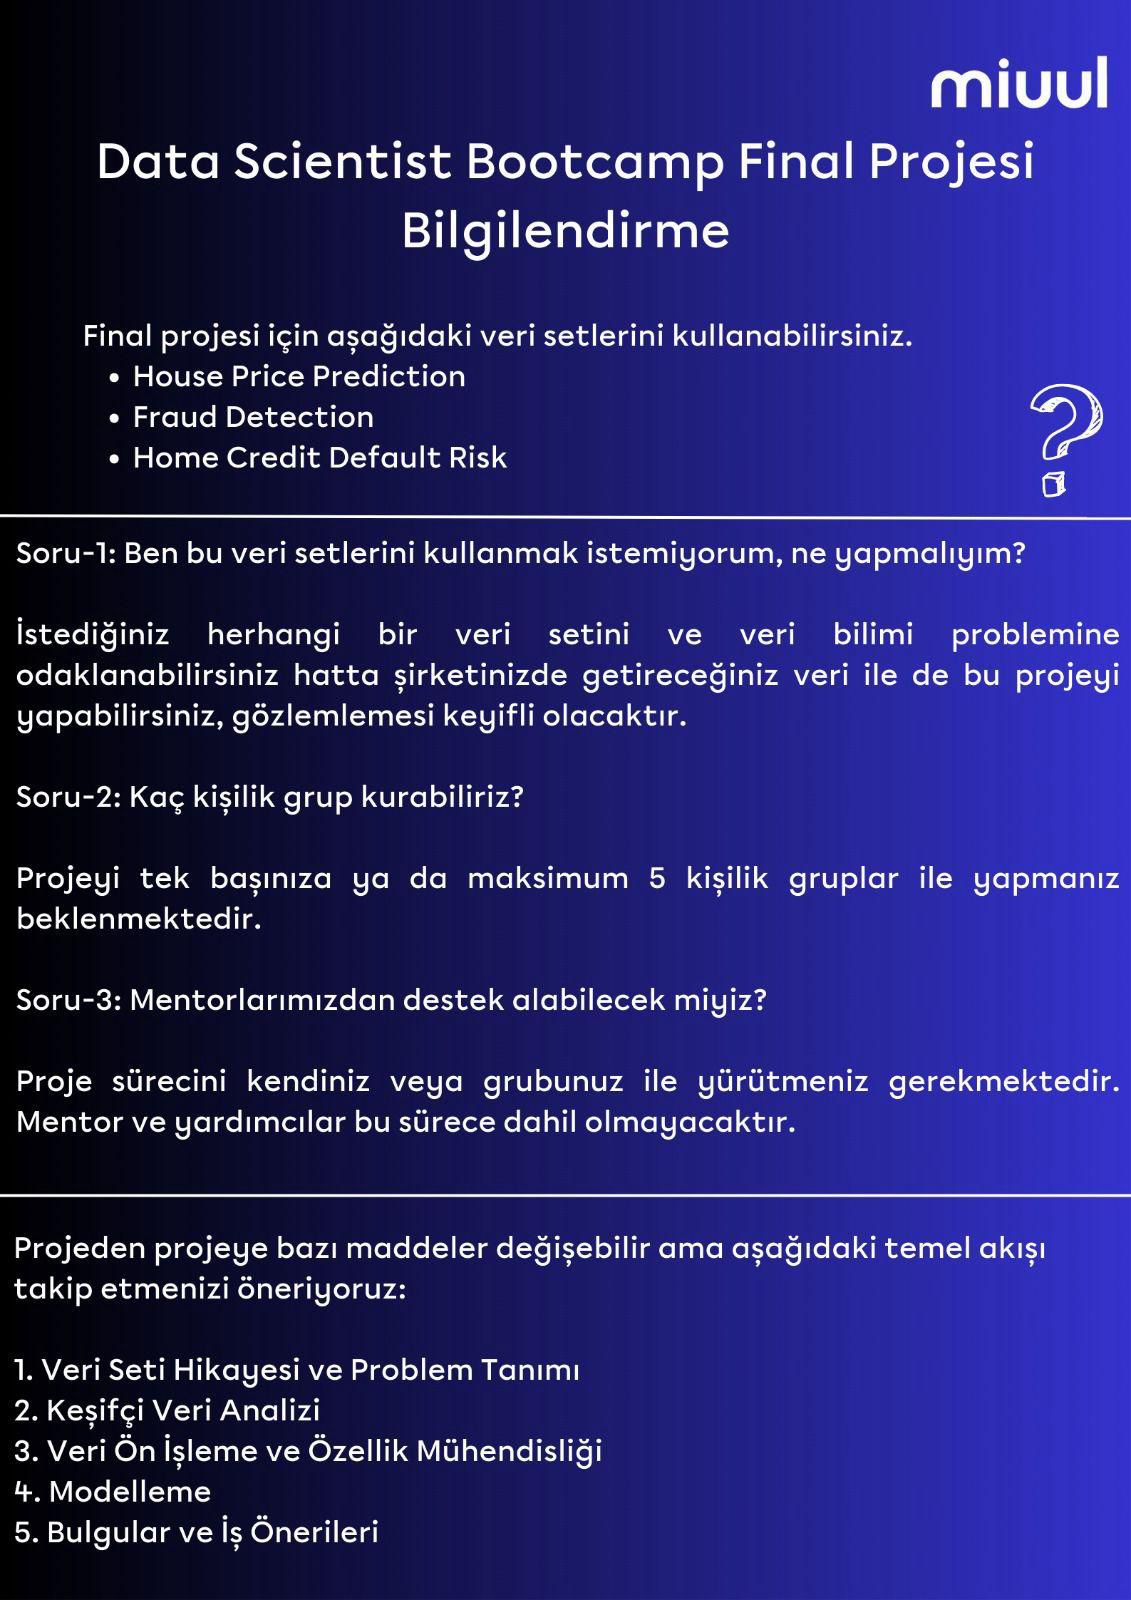 miuul
Data Scientist Bootcamp Final Projesi
Bilgilendirme
Final projesi için aşağıdaki veri setlerini kullanabilirsiniz.
• House Price Prediction
• Fraud Detection
• Home Credit Default Risk
?
Soru-1: Ben bu veri setlerini kullanmak istemiyorum, ne yapmalıyım?
İstediğiniz herhangi bir veri setini ve veri bilimi problemine
odaklanabilirsiniz hatta şirketinizde getireceğiniz veri ile de bu projeyi
yapabilirsiniz, gözlemlemesi keyifli olacaktır.
Soru-2: Kaç kişilik grup kurabiliriz?
Projeyi tek başınıza ya da maksimum 5 kişilik gruplar ile yapmanız
beklenmektedir.
Soru-3: Mentorlarımızdan destek alabilecek miyiz?
Proje sürecini kendiniz veya grubunuz ile yürütmeniz gerekmektedir.
Mentor ve yardımcılar bu sürece dahil olmayacaktır.
Projeden projeye bazı maddeler değişebilir ama aşağıdaki temel akışı
takip etmenizi öneriyoruz:
1. Veri Seti Hikayesi ve Problem Tanımı
2. Keşifçi Veri Analizi
3. Veri Ön İşleme ve Özellik Mühendisliği
4. Modelleme
5. Bulgular ve İş Önerileri